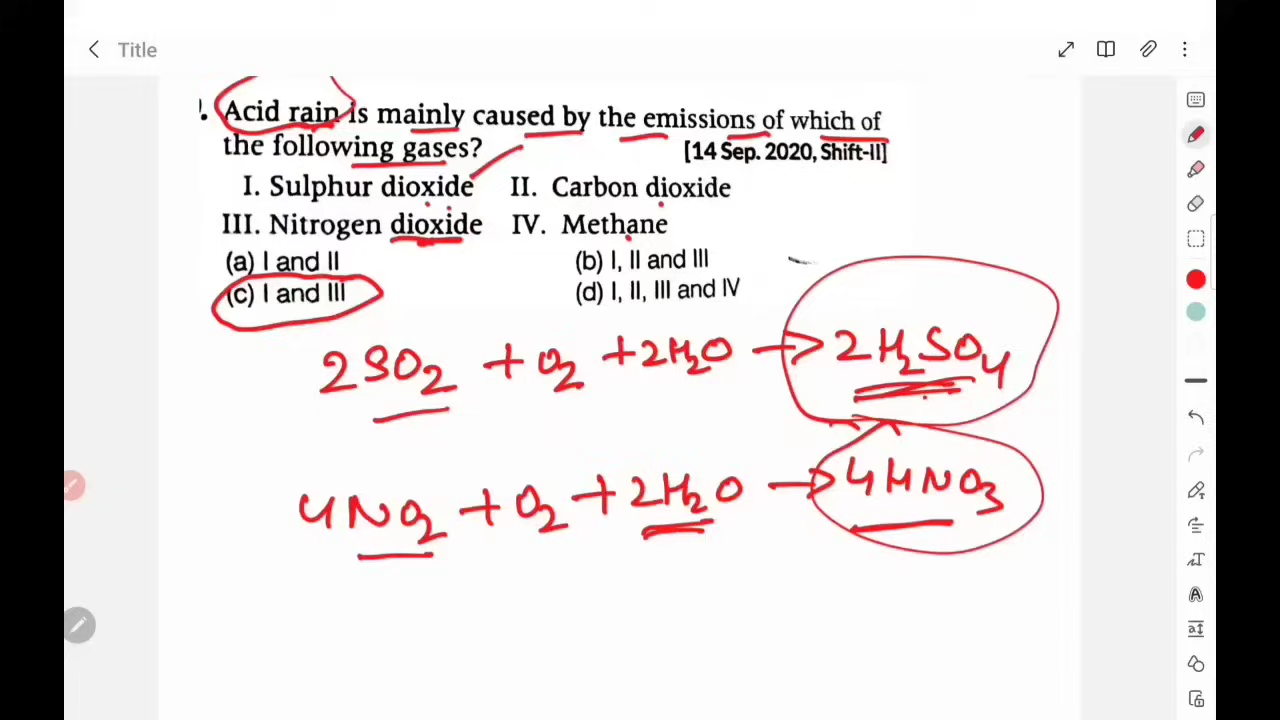 Title
. Acid rain is mainly caused by the emissions of which of
the following gases? [14 Sep. 2020, Shift-II]
I. Sulphur dioxide II. Carbon dioxide
III. Nitrogen dioxide IV. Methane
(a) I and II (b) I, II and III
(c) I and III (d) I, II, III and IV
2SO2 + O2 + 2H2O → 2H2SO4
4NO2 + O2 + 2H2O → 4HNO3